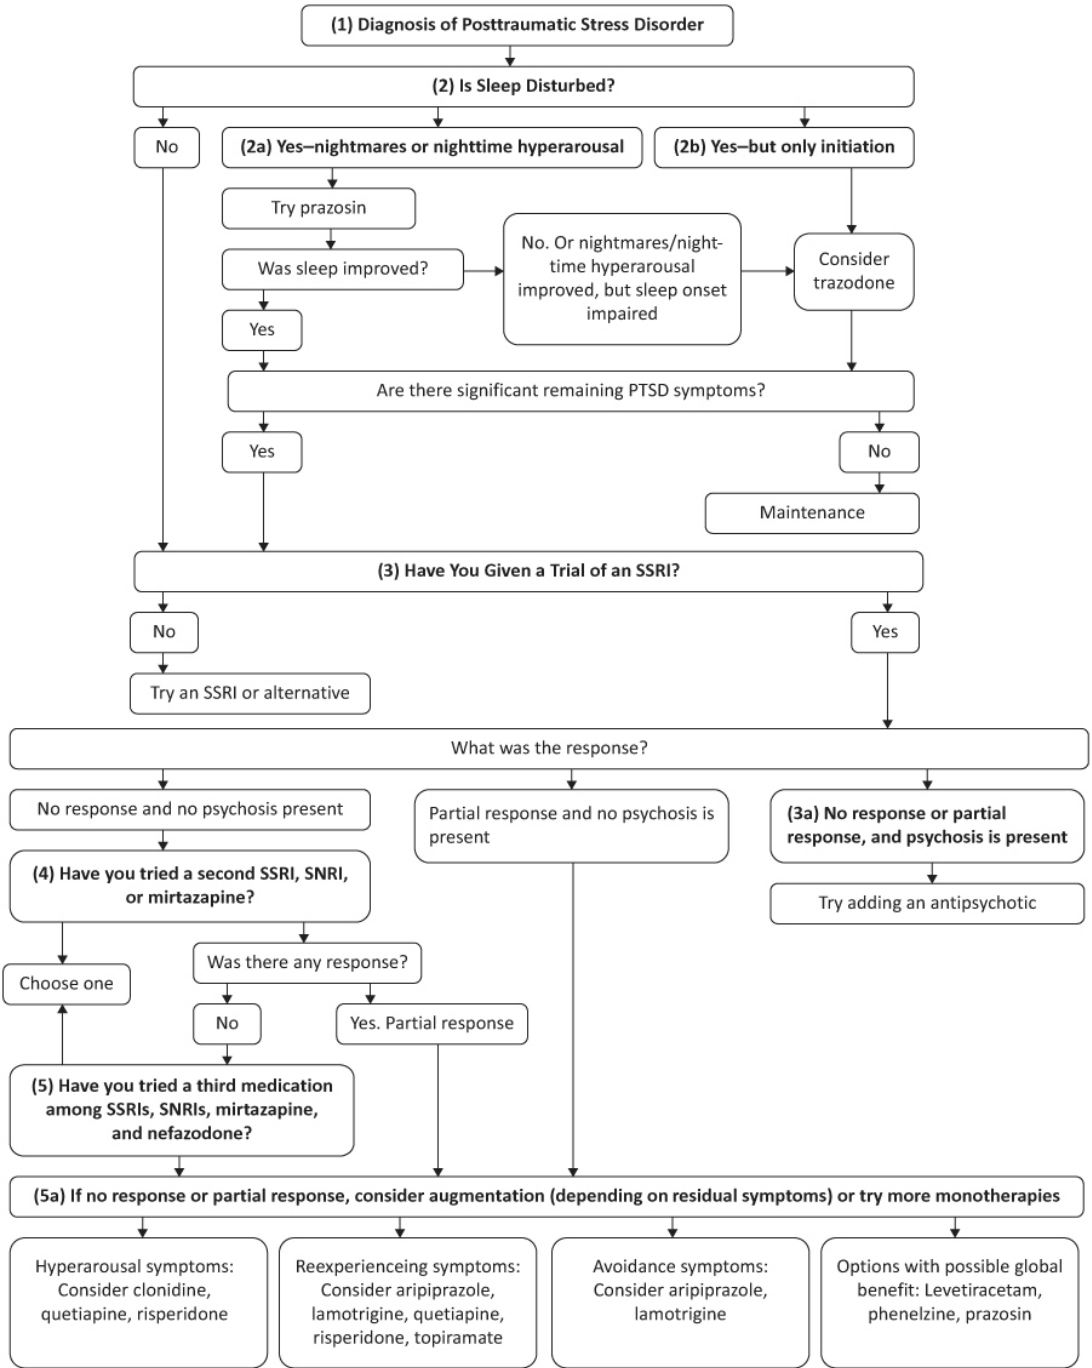 (1) Diagnosis of Posttraumatic Stress Disorder
(2) Is Sleep Disturbed?
No
(2a) Yes–nightmares or nighttime hyperarousal
(2b) Yes–but only initiation
Try prazosin
Was sleep improved?
No. Or nightmares/night-
time hyperarousal
improved, but sleep onset
impaired
Consider
trazodone
Yes
Are there significant remaining PTSD symptoms?
Yes
No
Maintenance
(3) Have You Given a Trial of an SSRI?
No
Yes
Try an SSRI or alternative
What was the response?
No response and no psychosis present
Partial response and no psychosis is
present
(3a) No response or partial
response, and psychosis is present
Try adding an antipsychotic
(4) Have you tried a second SSRI, SNRI,
or mirtazapine?
Was there any response?
Choose one
No
Yes. Partial response
(5) Have you tried a third medication
among SSRIs, SNRIs, mirtazapine,
and nefazodone?
(5a) If no response or partial response, consider augmentation (depending on residual symptoms) or try more monotherapies
Hyperarousal symptoms:
Consider clonidine,
quetiapine, risperidone
Reexperienceing symptoms:
Consider aripiprazole,
lamotrigine, quetiapine,
risperidone, topiramate
Avoidance symptoms:
Consider aripiprazole,
lamotrigine
Options with possible global
benefit: Levetiracetam,
phenelzine, prazosin